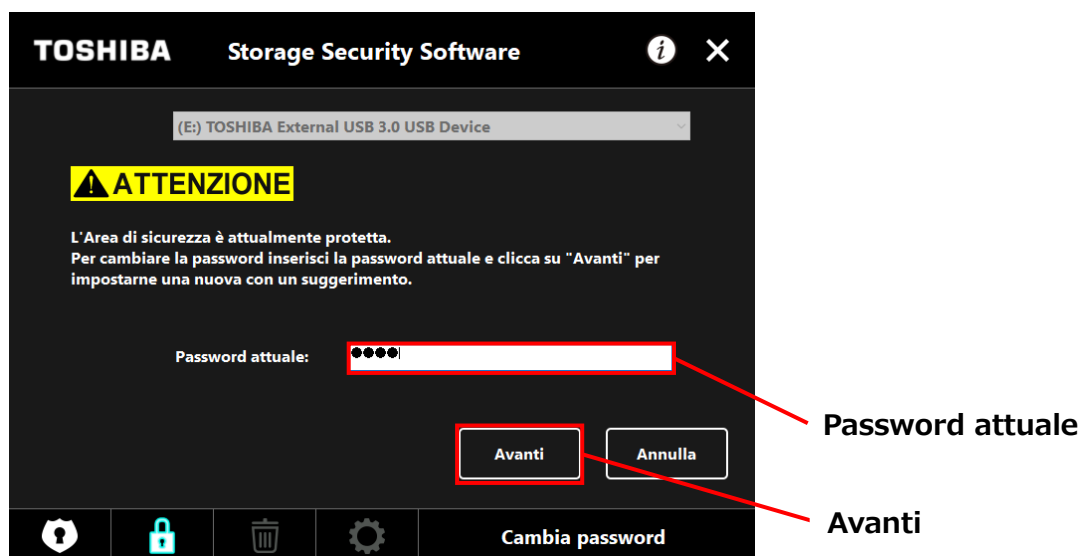 TOSHIBA Storage Security Software
(E:) TOSHIBA External USB 3.0 USB Device
ATTENZIONE
L'Area di sicurezza è attualmente protetta.
Per cambiare la password inserisci la password attuale e clicca su "Avanti" per
impostarne una nuova con un suggerimento.
Password attuale: ●●●●
Password attuale
Avanti Annulla
Avanti
Cambia password